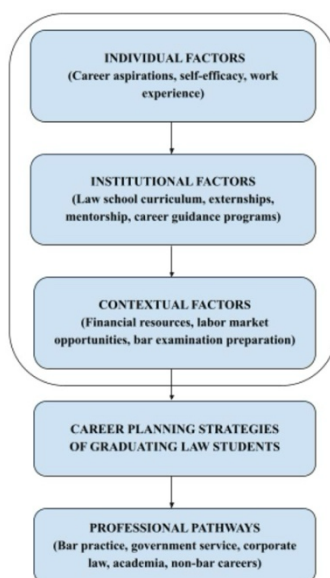 INDIVIDUAL FACTORS
(Career aspirations, self-efficacy, work
experience)
INSTITUTIONAL FACTORS
(Law school curriculum, externships,
mentorship, career guidance programs)
CONTEXTUAL FACTORS
(Financial resources, labor market
opportunities, bar examination preparation)
CAREER PLANNING STRATEGIES
OF GRADUATING LAW STUDENTS
PROFESSIONAL PATHWAYS
(Bar practice, government service, corporate
law, academia, non-bar careers)